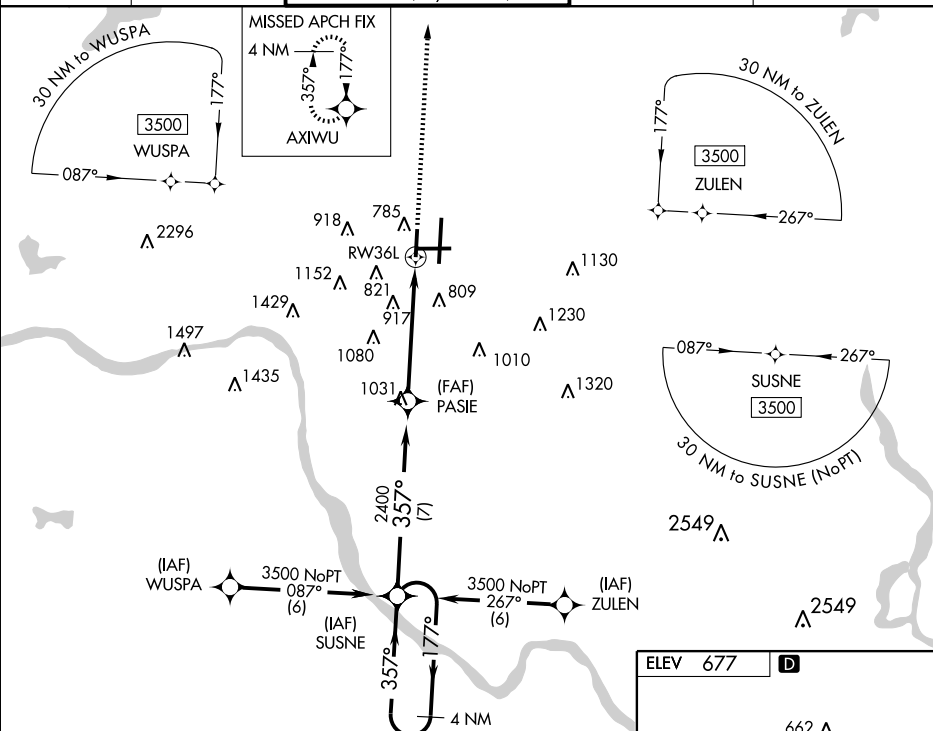 MISSED APCH FIX
4 NM
357°
177°
AXIWU
30 NM to WUSPA
177°
3500
WUSPA
087°
30 NM to ZULEN
177°
3500
ZULEN
267°
2296
918
785
RW36L
1152
821
809
1130
1429
917
1230
1497
1080
1010
1435
1031
(FAF)
PASIE
1320
087°
267°
SUSNE
3500
30 NM to SUSNE (NoPT)
2400
357°
(7)
2549
(IAF)
WUSPA
3500 NoPT
087°
(6)
(IAF)
SUSNE
3500 NoPT
267°
(6)
(IAF)
ZULEN
2549
357°
177°
4 NM
ELEV 677
D
662